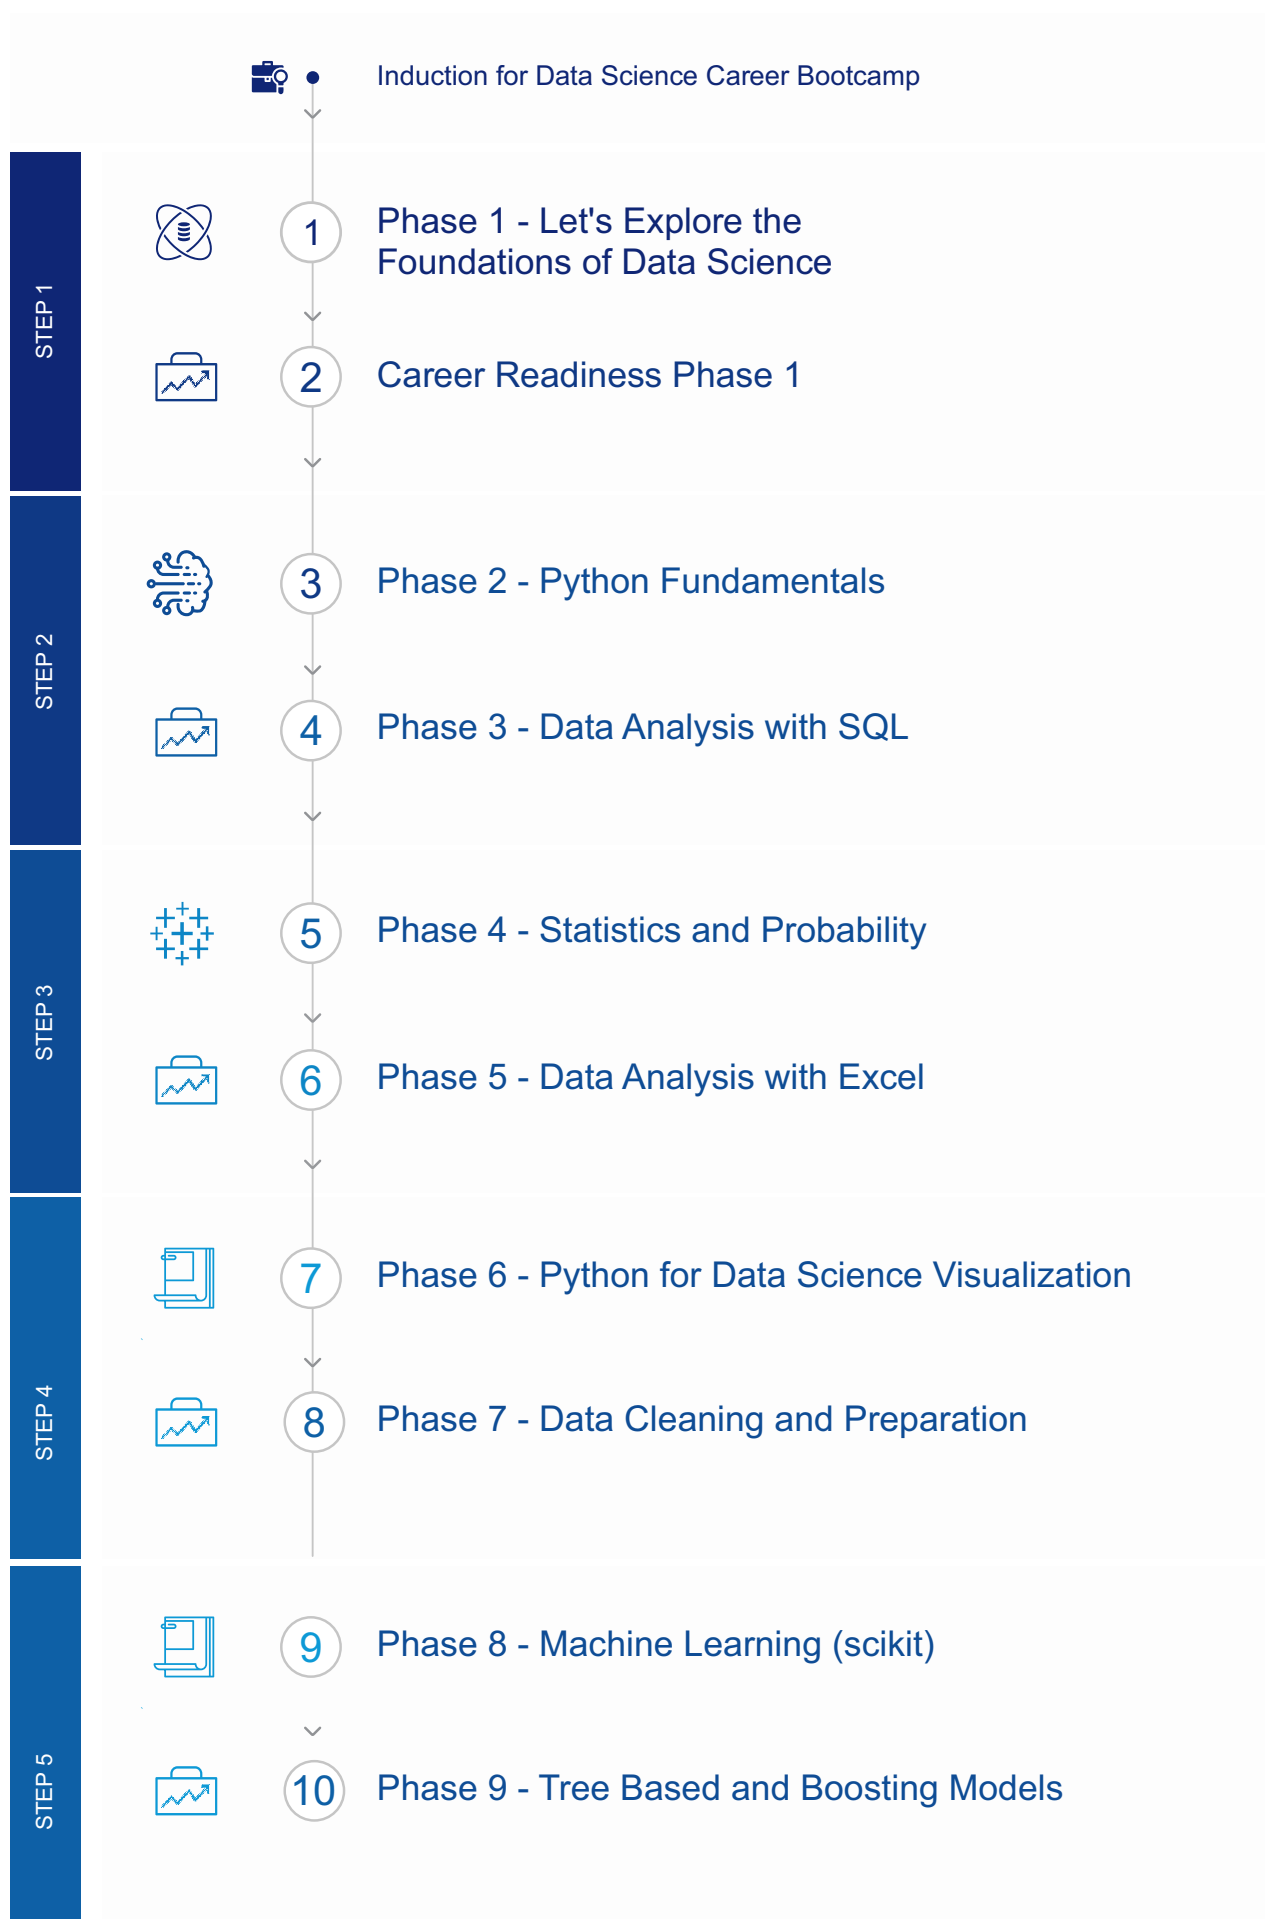 Induction for Data Science Career Bootcamp
STEP 1
1
Phase 1 - Let's Explore the
Foundations of Data Science
2
Career Readiness Phase 1
STEP 2
3
Phase 2 - Python Fundamentals
4
Phase 3 - Data Analysis with SQL
STEP 3
5
Phase 4 - Statistics and Probability
6
Phase 5 - Data Analysis with Excel
STEP 4
7
Phase 6 - Python for Data Science Visualization
8
Phase 7 - Data Cleaning and Preparation
STEP 5
9
Phase 8 - Machine Learning (scikit)
10
Phase 9 - Tree Based and Boosting Models